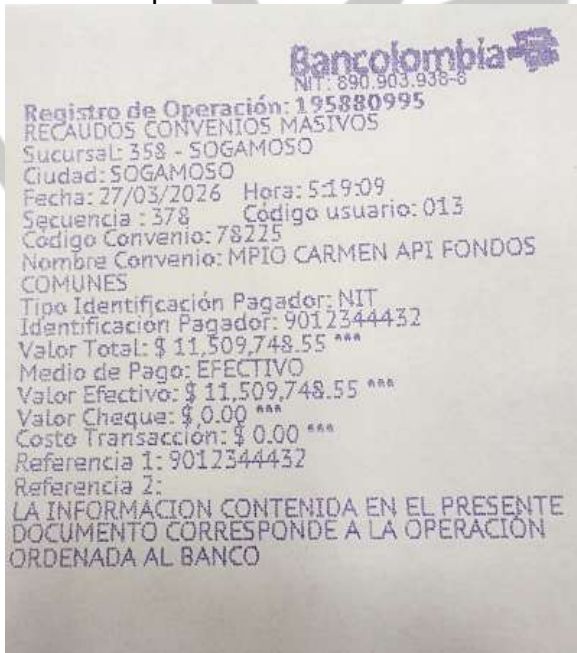 Bancolombia
NIT: 890.903.938-8
Registro de Operación: 195880995
RECAUDOS CONVENIOS MASIVOS
Sucursal: 358 - SOGAMOSO
Ciudad: SOGAMOSO
Fecha: 27/03/2026 Hora: 5:19:09
Secuencia : 378 Código usuario: 013
Código Convenio: 78225
Nombre Convenio: MPIO CARMEN API FONDOS
COMUNES
Tipo Identificación Pagador: NIT
Identificación Pagador: 9012344432
Valor Total: $ 11,509,748.55 ***
Medio de Pago: EFECTIVO
Valor Efectivo: $ 11,509,748.55 ***
Valor Cheque: $ 0.00 ***
Costo Transacción: $ 0.00 ***
Referencia 1: 9012344432
Referencia 2:
LA INFORMACION CONTENIDA EN EL PRESENTE
DOCUMENTO CORRESPONDE A LA OPERACIÓN
ORDENADA AL BANCO